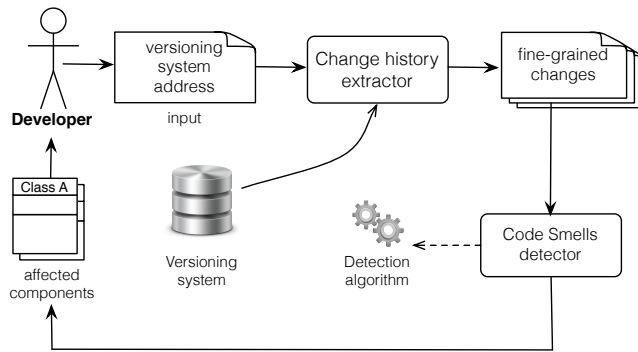 versioning
system
address
input
Change history
extractor
fine-grained
changes
Developer
Class A
affected
components
Versioning
system
Detection
algorithm
Code Smells
detector